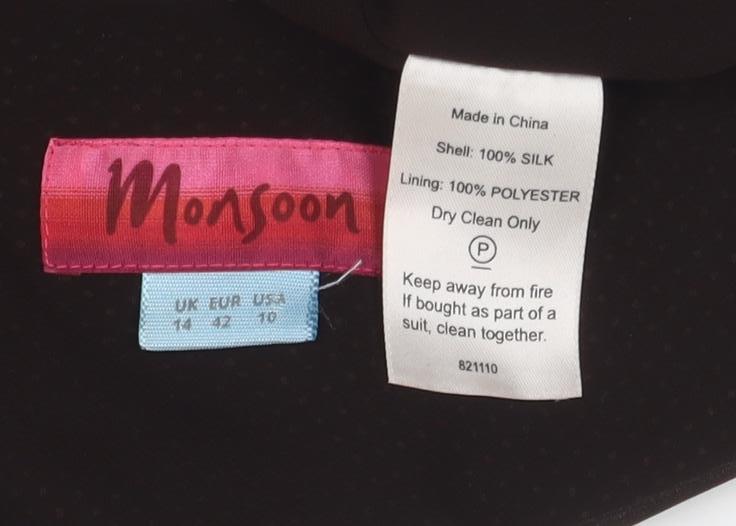 Monsoon
UK EUR USA
14 42 10
Made in China
Shell: 100% SILK
Lining: 100% POLYESTER
Dry Clean Only
P
Keep away from fire
If bought as part of a
suit, clean together.
821110